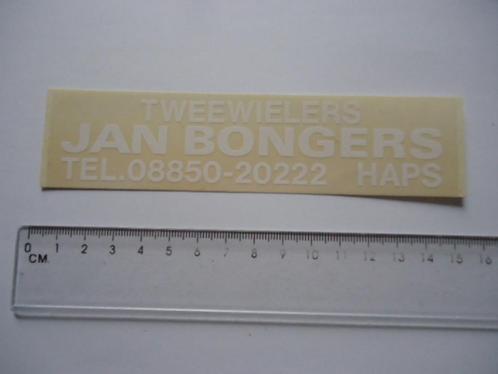 TWEEWIELERS
JAN BONGERS
TEL.08850-20222 HAPS
0 1 2 3 4 5 6 7 8 9 10 11 12 13 14 15 16
CM